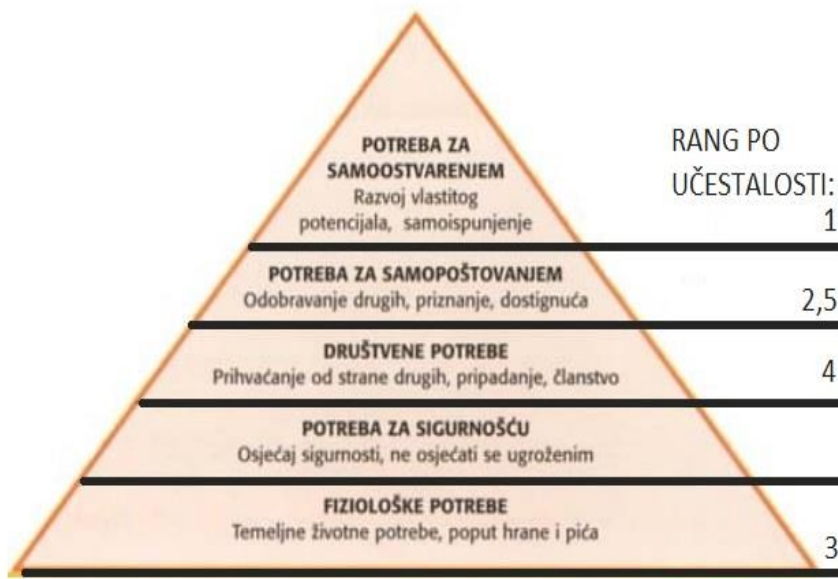 POTREBA ZA
SAMOOSTVARENJEM
Razvoj vlastitog
potencijala, samoispunjenje
RANG PO
UČESTALOSTI:
1
POTREBA ZA SAMOPOŠTOVANJEM
Odobravanje drugih, priznanje, dostignuća
2,5
DRUŠTVENE POTREBE
Prihvaćanje od strane drugih, pripadanje, članstvo
4
POTREBA ZA SIGURNOŠĆU
Osjećaj sigurnosti, ne osjećati se ugroženim
FIZIOLOŠKE POTREBE
Temeljne životne potrebe, poput hrane i pića
3